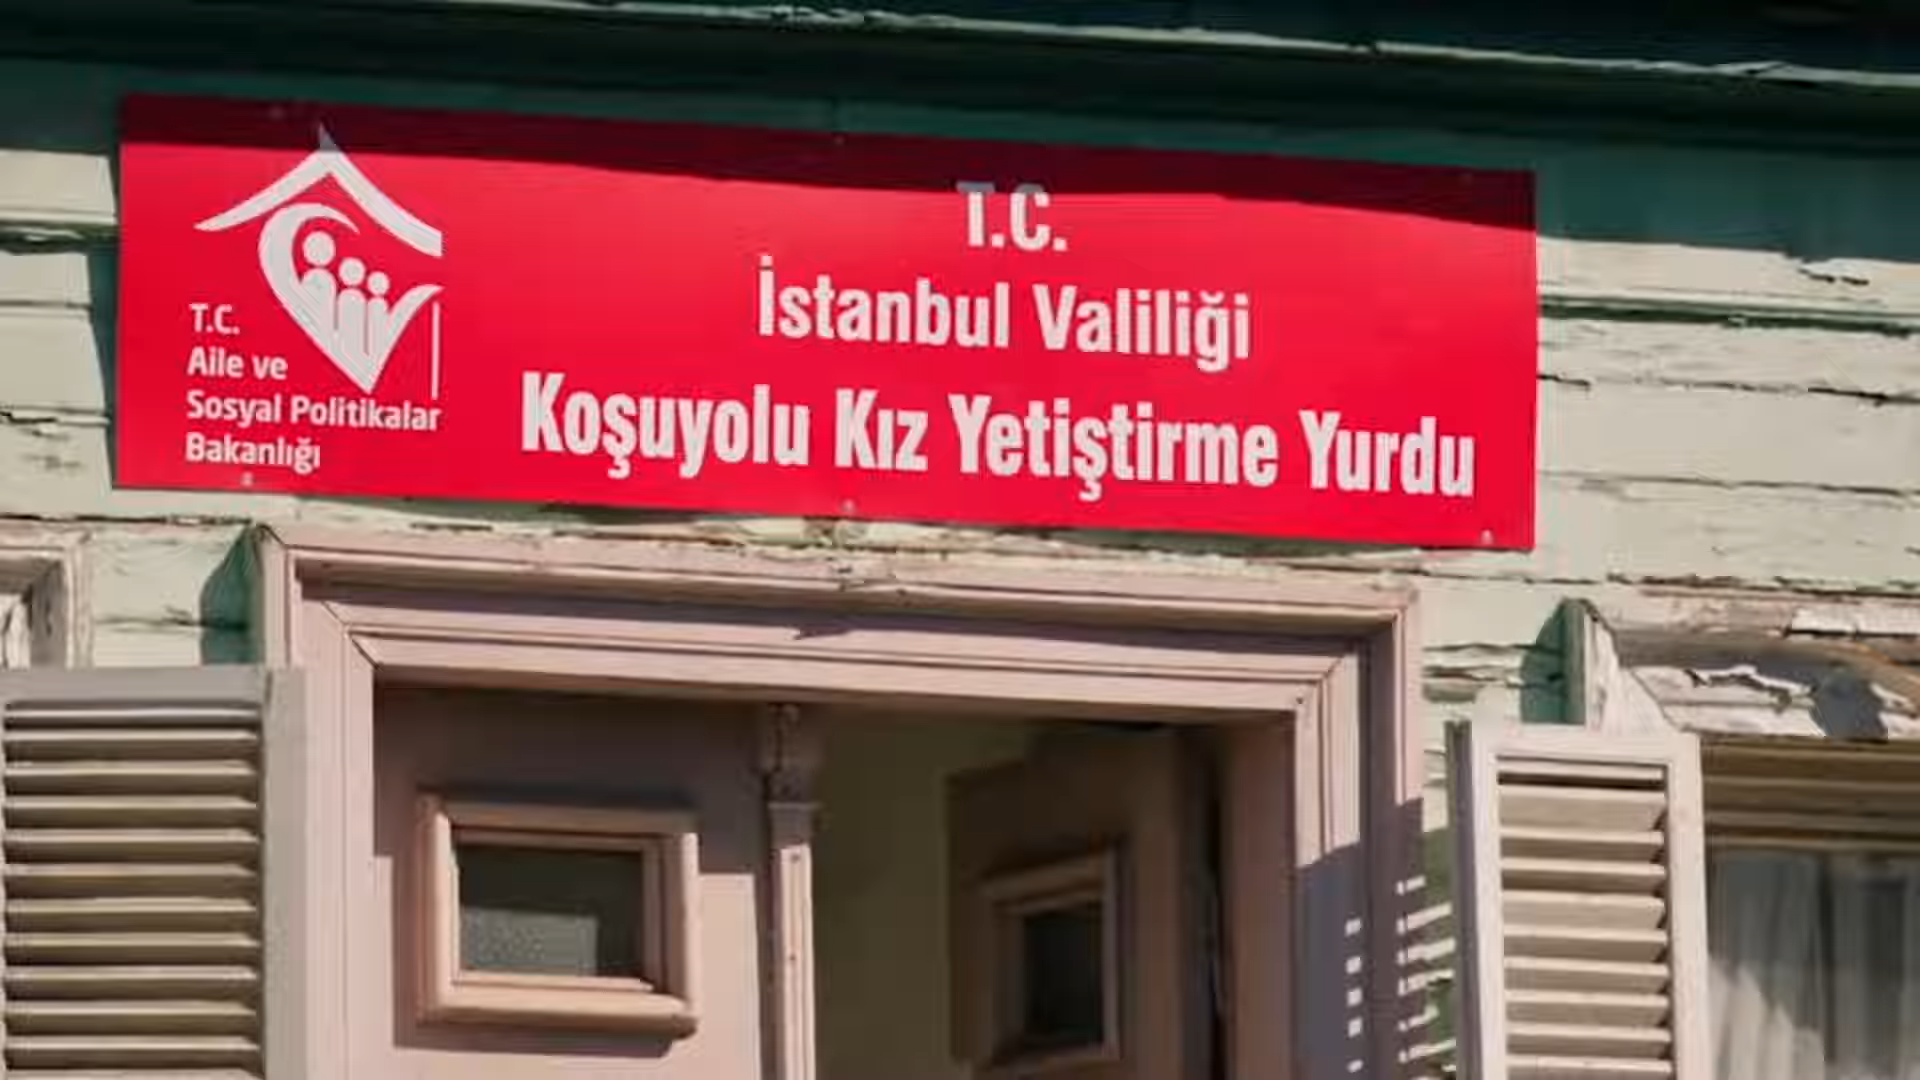 T.C.
Aile ve
Sosyal Politikalar
Bakanlığı
T.C.
İstanbul Valiliği
Koşuyolu Kız Yetiştirme Yurdu